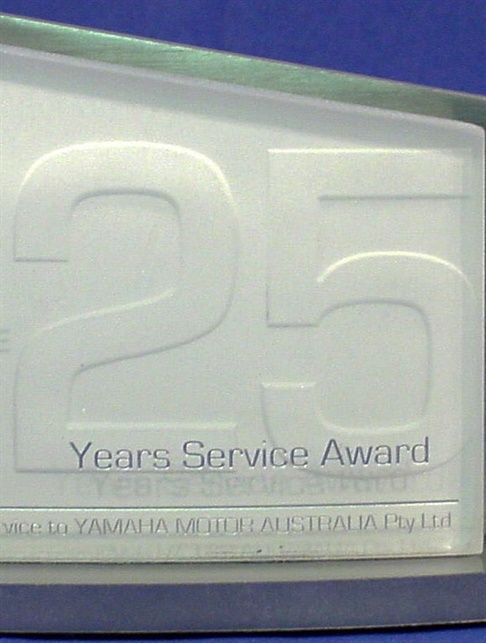 25
Years Service Award
vice to YAMAHA MOTOR AUSTRALIA Pty Ltd